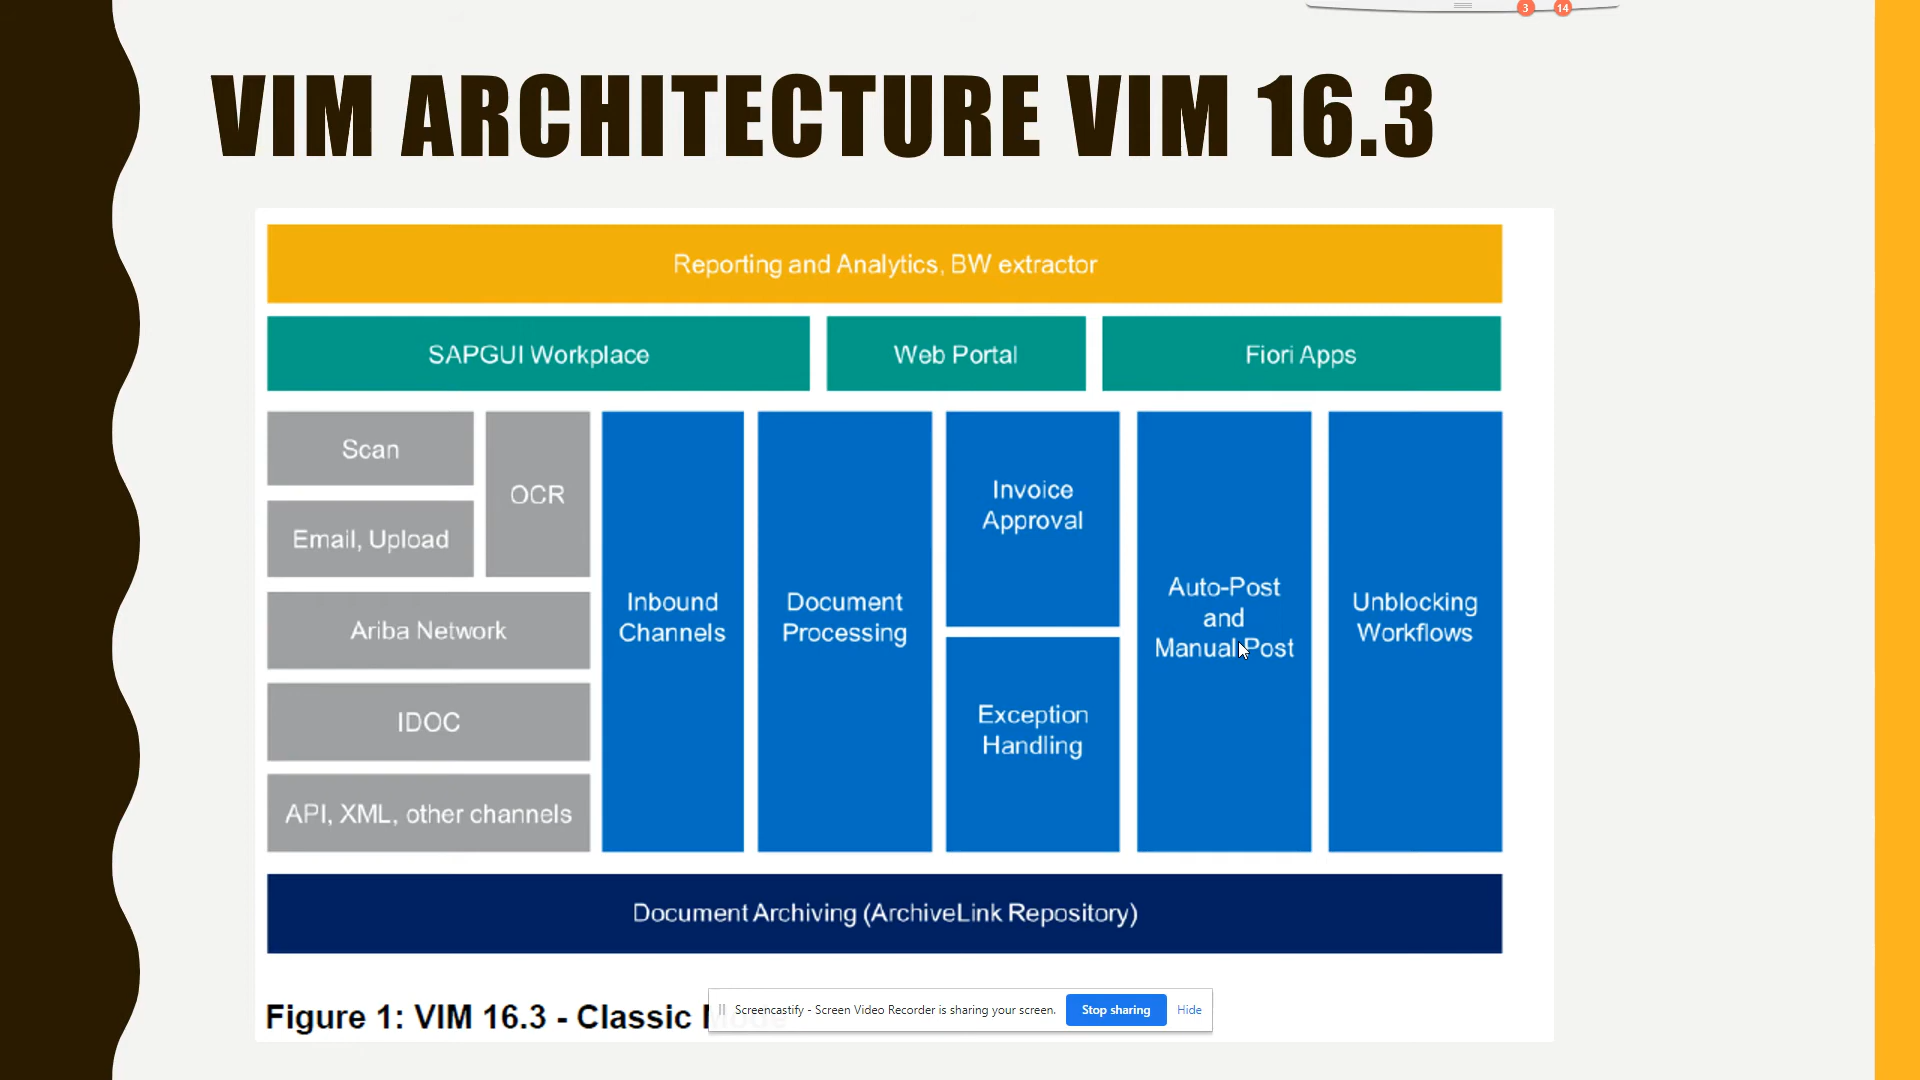 3 14
VIM ARCHITECTURE VIM 16.3
Reporting and Analytics, BW extractor
SAPGUI Workplace
Web Portal
Fiori Apps
Scan
Email, Upload
OCR
Ariba Network
IDOC
API, XML, other channels
Inbound
Channels
Document
Processing
Invoice
Approval
Exception
Handling
Auto-Post
and
Manual Post
Unblocking
Workflows
Document Archiving (ArchiveLink Repository)
Figure 1: VIM 16.3 - Classic
Screencastify - Screen Video Recorder is sharing your screen.
Stop sharing
Hide